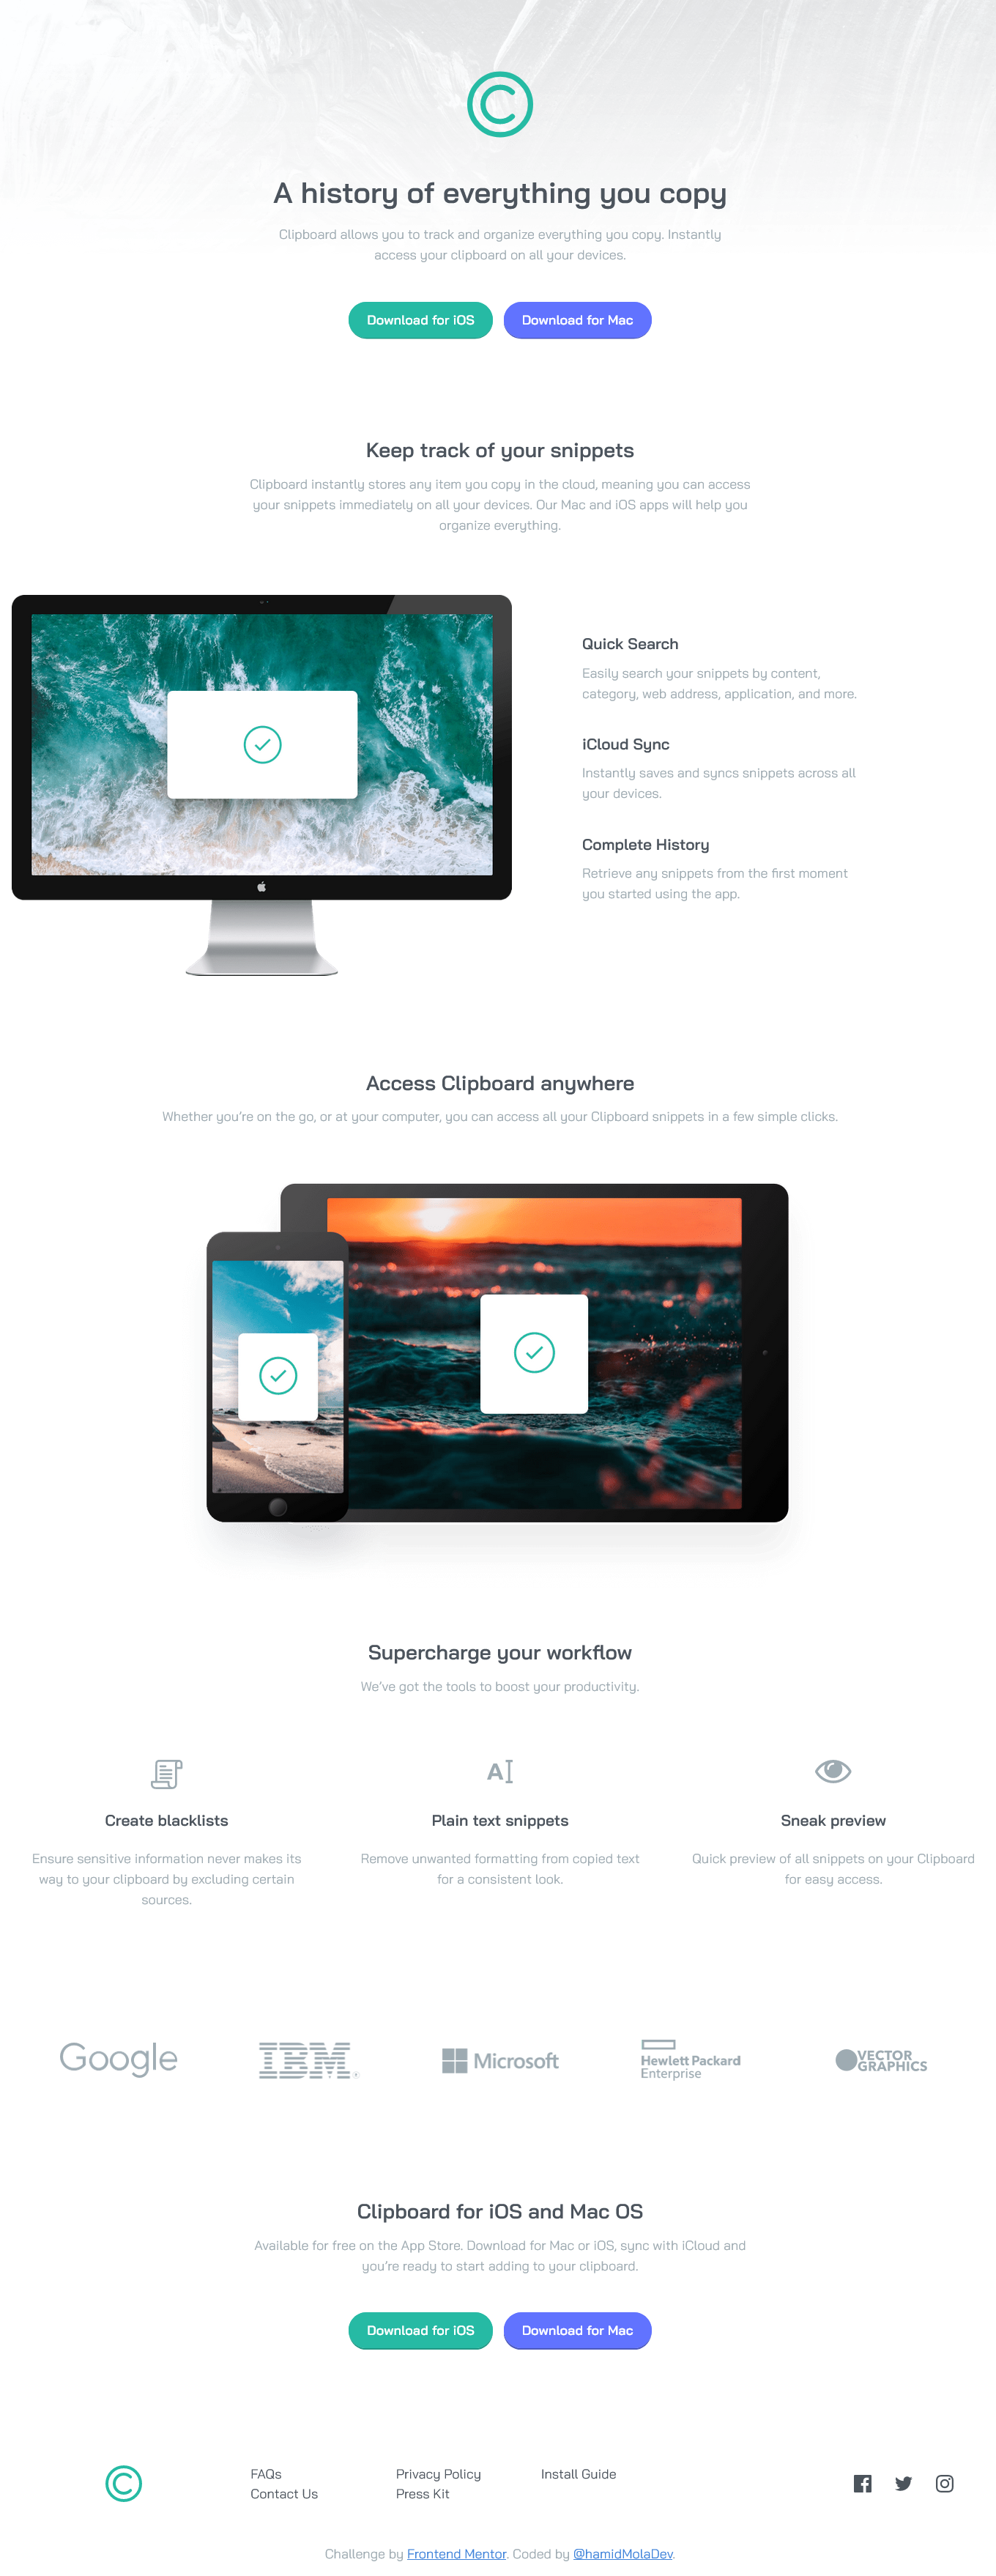 A history of everything you copy
Clipboard allows you to track and organize everything you copy. Instantly
access your clipboard on all your devices.
Download for iOS
Download for Mac
Keep track of your snippets
Clipboard instantly stores any item you copy in the cloud, meaning you can access
your snippets immediately on all your devices. Our Mac and iOS apps will help you
organize everything.
Quick Search
Easily search your snippets by content,
category, web address, application, and more.
iCloud Sync
Instantly saves and syncs snippets across all
your devices.
Complete History
Retrieve any snippets from the first moment
you started using the app.
Access Clipboard anywhere
Whether you’re on the go, or at your computer, you can access all your Clipboard snippets in a few simple clicks.
Supercharge your workflow
We’ve got the tools to boost your productivity.
Create blacklists
Ensure sensitive information never makes its
way to your clipboard by excluding certain
sources.
Plain text snippets
Remove unwanted formatting from copied text
for a consistent look.
Sneak preview
Quick preview of all snippets on your Clipboard
for easy access.
Google
IBM
Microsoft
Hewlett Packard
Enterprise
VECTOR
GRAPHICS
Clipboard for iOS and Mac OS
Available for free on the App Store. Download for Mac or iOS, sync with iCloud and
you’re ready to start adding to your clipboard.
Download for iOS
Download for Mac
FAQs
Contact Us
Privacy Policy
Press Kit
Install Guide
Challenge by Frontend Mentor. Coded by @hamidMolaDev.